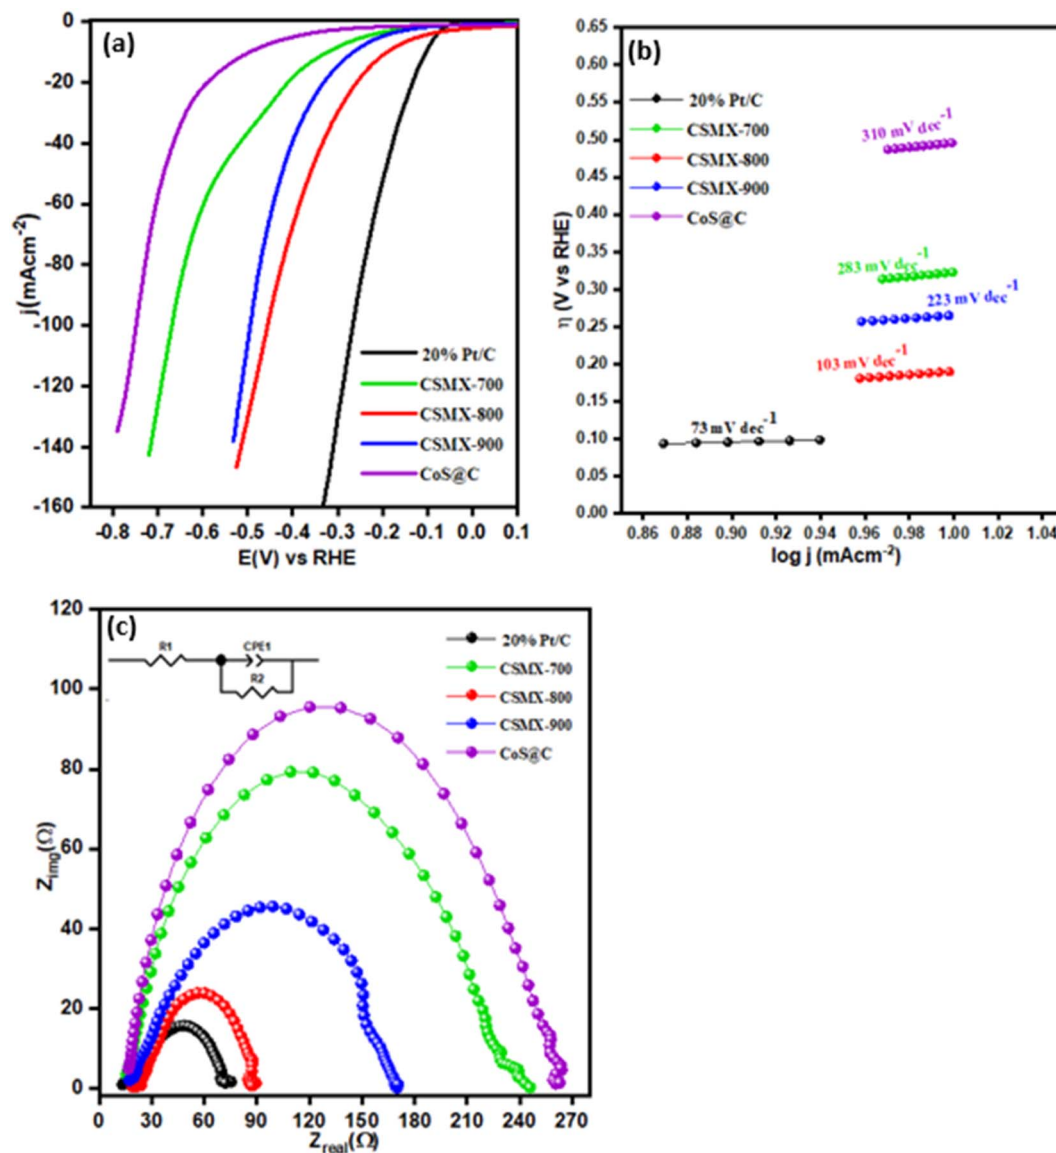 (a)
0
-20
-40
-60
-80
-100
-120
-140
-160
j(mAcm-2)
20% Pt/C
CSMX-700
CSMX-800
CSMX-900
CoS@C
-0.8 -0.7 -0.6 -0.5 -0.4 -0.3 -0.2 -0.1 0.0 0.1
E(V) vs RHE
(b)
0.65
0.60
0.55
0.50
0.45
0.40
0.35
0.30
0.25
0.20
0.15
0.10
0.05
0.00
η (V vs RHE)
20% Pt/C
CSMX-700
CSMX-800
CSMX-900
CoS@C
310 mV dec-1
283 mV dec-1
223 mV dec-1
103 mV dec-1
73 mV dec-1
0.86 0.88 0.90 0.92 0.94 0.96 0.98 1.00 1.02 1.04
log j (mAcm-2)
(c)
120
100
80
60
40
20
0
Zimg(Ω)
R1
CPE1
R2
20% Pt/C
CSMX-700
CSMX-800
CSMX-900
CoS@C
0 30 60 90 120 150 180 210 240 270
Zreal(Ω)